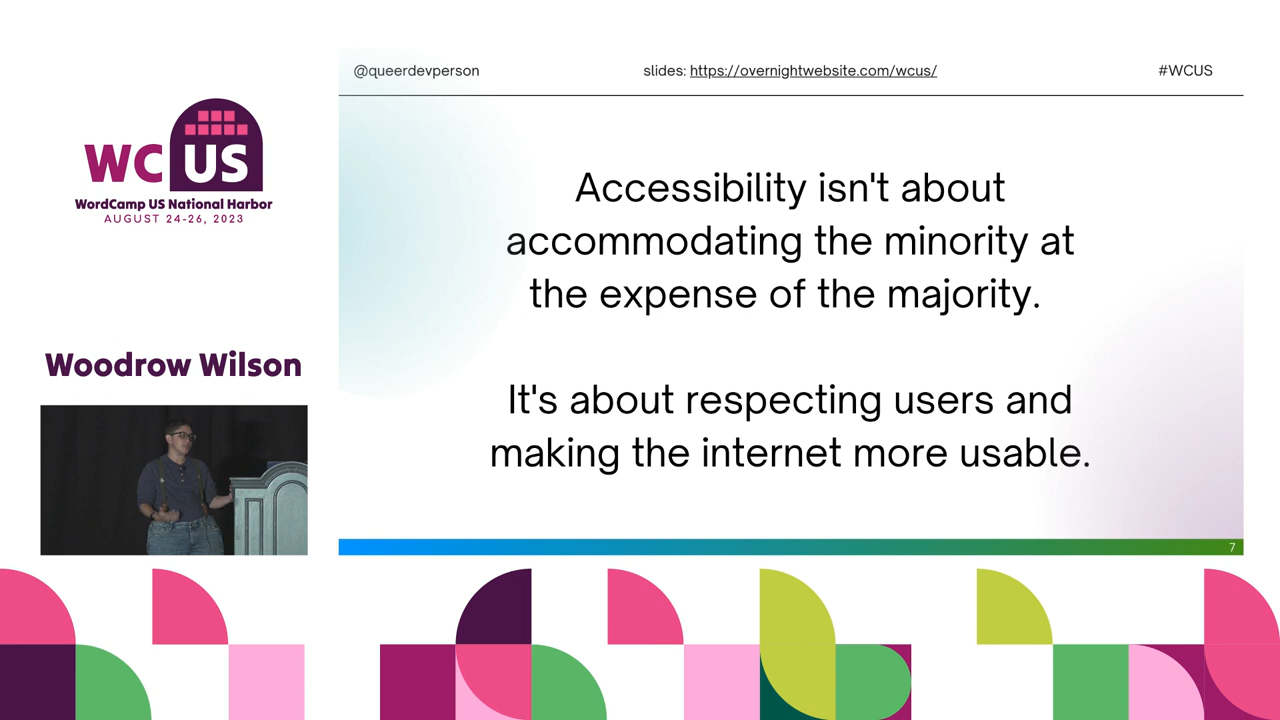 @queerdevperson
slides: https://overnightwebsite.com/wcus/
#WCUS
WC US
WordCamp US National Harbor
AUGUST 24-26, 2023
Accessibility isn't about
accommodating the minority at
the expense of the majority.
It's about respecting users and
making the internet more usable.
Woodrow Wilson
7